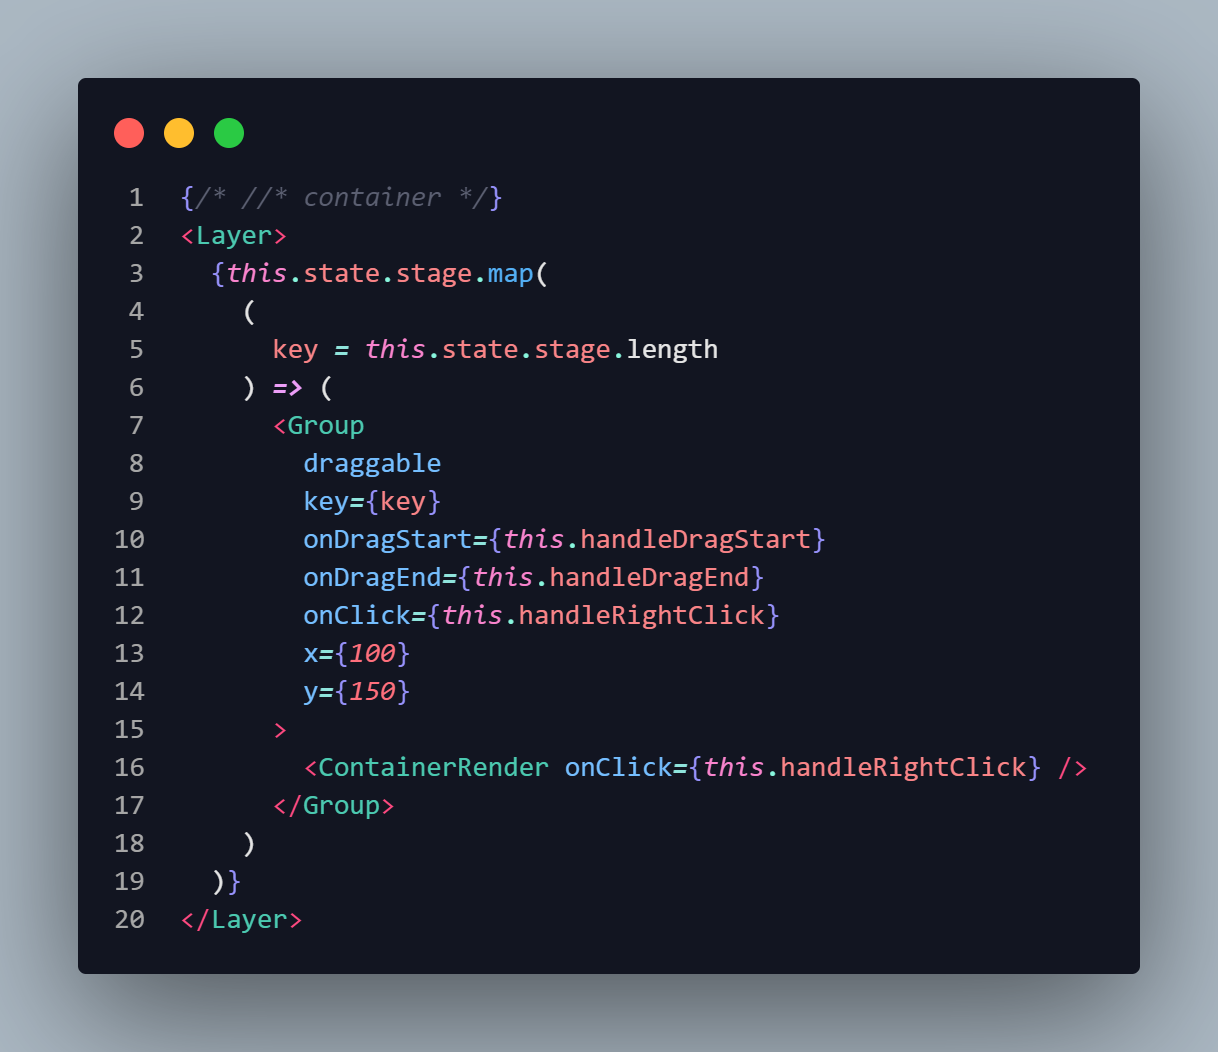 1 {/* //* container */}
2 <Layer>
3   {this.state.stage.map(
4     (
5       key = this.state.stage.length
6     ) => (
7       <Group
8         draggable
9         key={key}
10         onDragStart={this.handleDragStart}
11         onDragEnd={this.handleDragEnd}
12         onClick={this.handleRightClick}
13         x={100}
14         y={150}
15       >
16         <ContainerRender onClick={this.handleRightClick} />
17       </Group>
18     )
19   )}
20 </Layer>